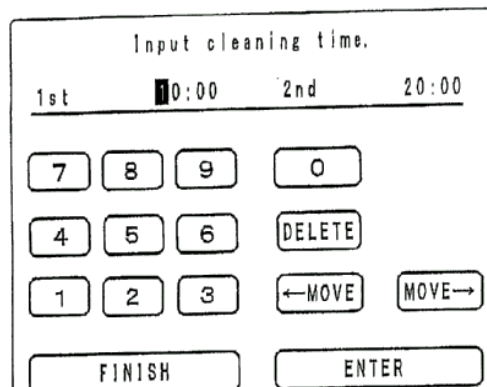 Input cleaning time.
1st 10:00 2nd 20:00
7 8 9 0
4 5 6 DELETE
1 2 3 ←MOVE MOVE→
FINISH ENTER